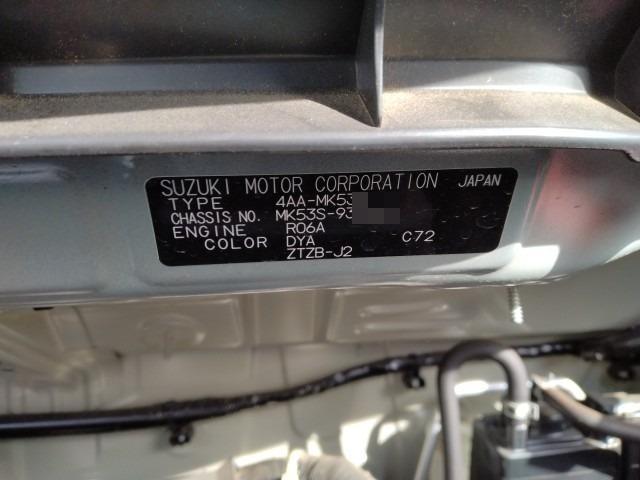 SUZUKI MOTOR CORPORATION JAPAN
TYPE 4AA-MK53
CHASSIS NO. MK53S-93
ENGINE R06A
COLOR DYA C72
ZTZB-J2